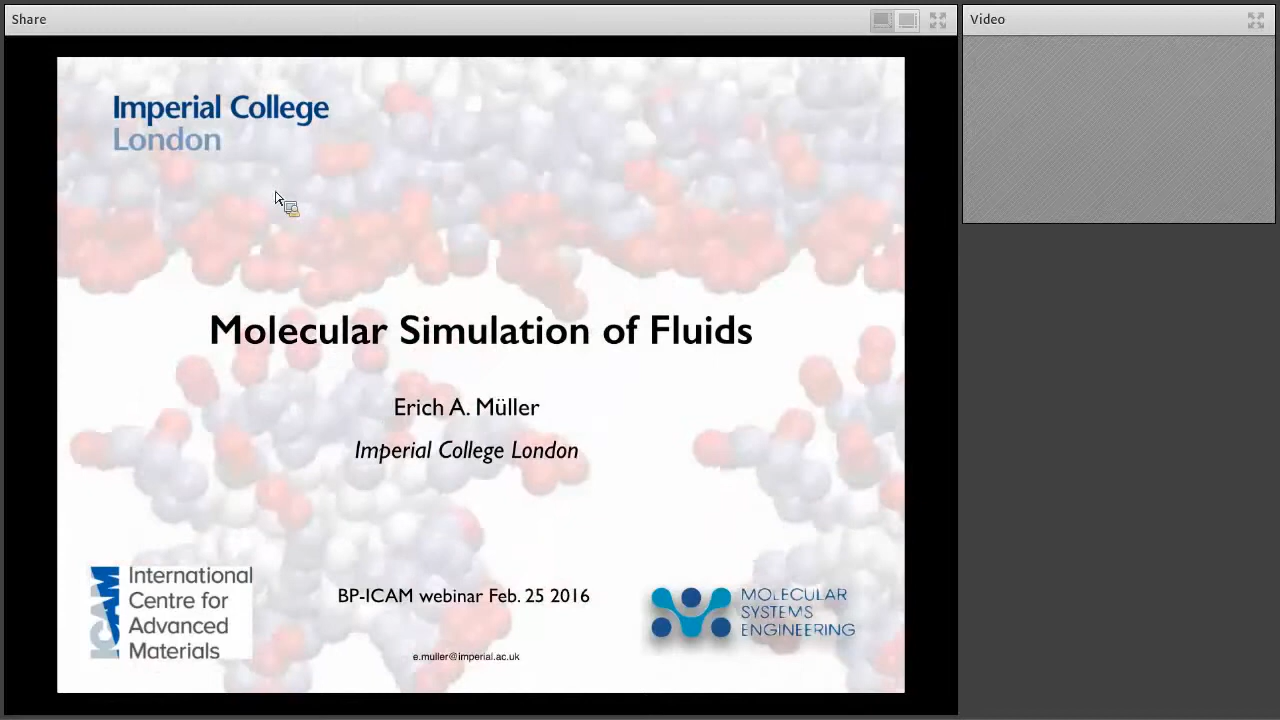 Share
Video
Imperial College
London
Molecular Simulation of Fluids
Erich A. Müller
Imperial College London
ICAM
International
Centre for
Advanced
Materials
BP-ICAM webinar Feb. 25 2016
MOLECULAR
SYSTEMS
ENGINEERING
e.muller@imperial.ac.uk